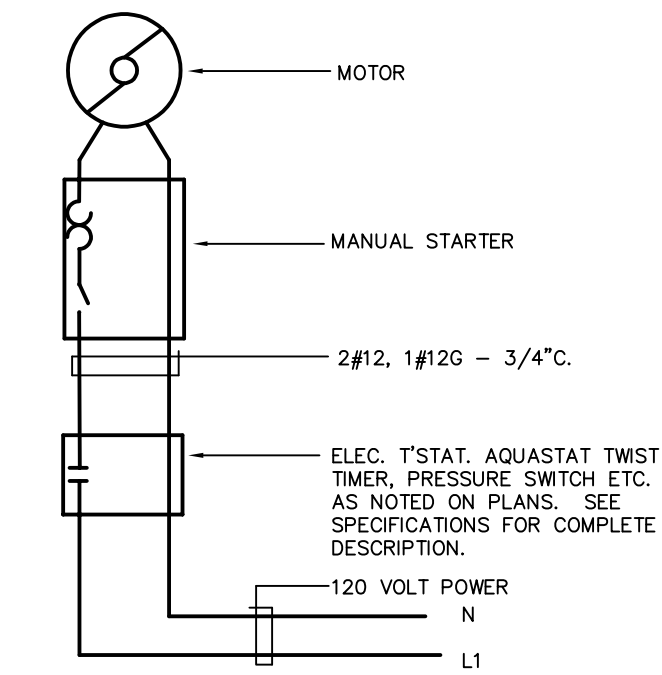 MOTOR
MANUAL STARTER
2#12, 1#12G – 3/4"C.
ELEC. T'STAT. AQUASTAT TWIST
TIMER, PRESSURE SWITCH ETC.
AS NOTED ON PLANS. SEE
SPECIFICATIONS FOR COMPLETE
DESCRIPTION.
120 VOLT POWER
N
L1